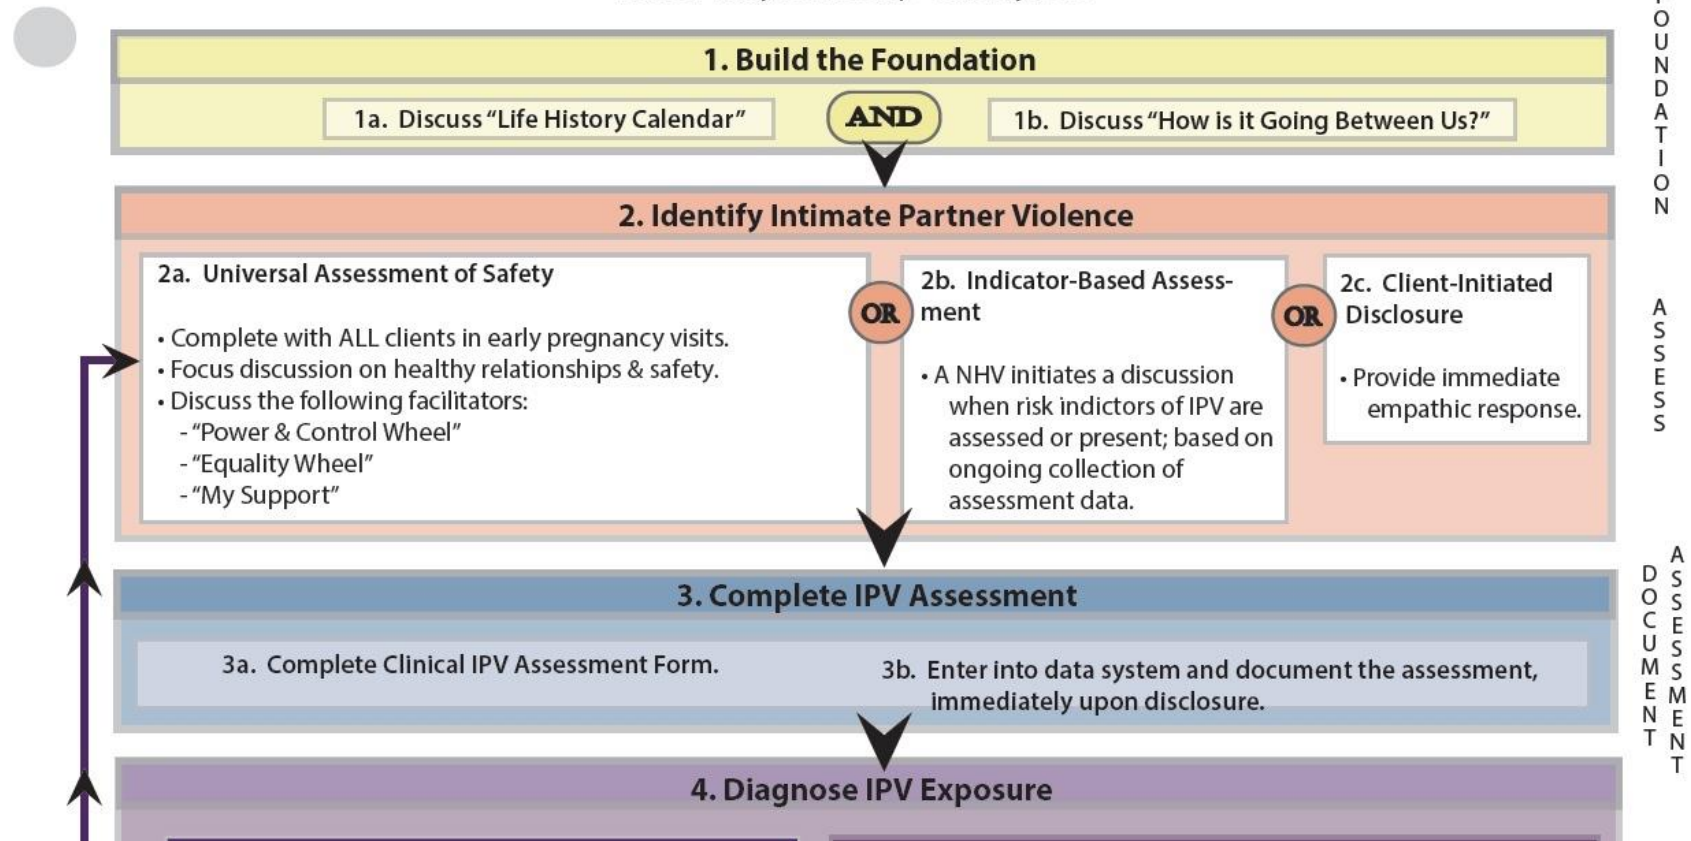 1. Build the Foundation
1a. Discuss “Life History Calendar”
AND
1b. Discuss “How is it Going Between Us?”
2. Identify Intimate Partner Violence
2a. Universal Assessment of Safety
• Complete with ALL clients in early pregnancy visits.
• Focus discussion on healthy relationships & safety.
• Discuss the following facilitators:
- “Power & Control Wheel”
- “Equality Wheel”
- “My Support”
OR
2b. Indicator-Based Assess-
ment
• A NHV initiates a discussion
when risk indictors of IPV are
assessed or present; based on
ongoing collection of
assessment data.
OR
2c. Client-Initiated
Disclosure
• Provide immediate
empathic response.
3. Complete IPV Assessment
3a. Complete Clinical IPV Assessment Form.
3b. Enter into data system and document the assessment,
immediately upon disclosure.
4. Diagnose IPV Exposure
FOUNDATION
ASSESS
DOCUMENT
ASSESSMENT